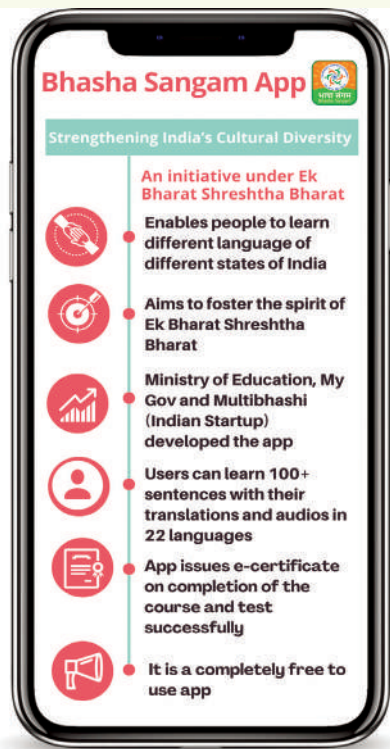 Bhasha Sangam App
भाषा संगम
Bhasha Sangam
Strengthening India's Cultural Diversity
An initiative under Ek
Bharat Shreshtha Bharat
Enables people to learn
different language of
different states of India
Aims to foster the spirit of
Ek Bharat Shreshtha
Bharat
Ministry of Education, My
Gov and Multibhashi
(Indian Startup)
developed the app
Users can learn 100+
sentences with their
translations and audios in
22 languages
App issues e-certificate
on completion of the
course and test
successfully
It is a completely free to
use app